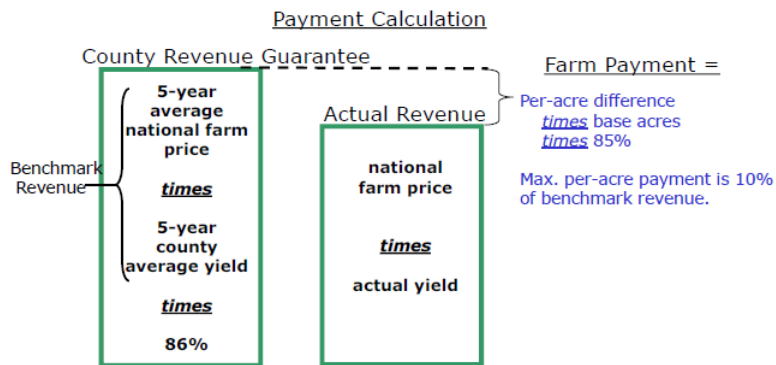 Payment Calculation
County Revenue Guarantee
5-year
average
national farm
price
times
5-year
county
average yield
times
86%
Benchmark
Revenue
Actual Revenue
national
farm price
times
actual yield
Farm Payment =
Per-acre difference
times base acres
times 85%
Max. per-acre payment is 10%
of benchmark revenue.